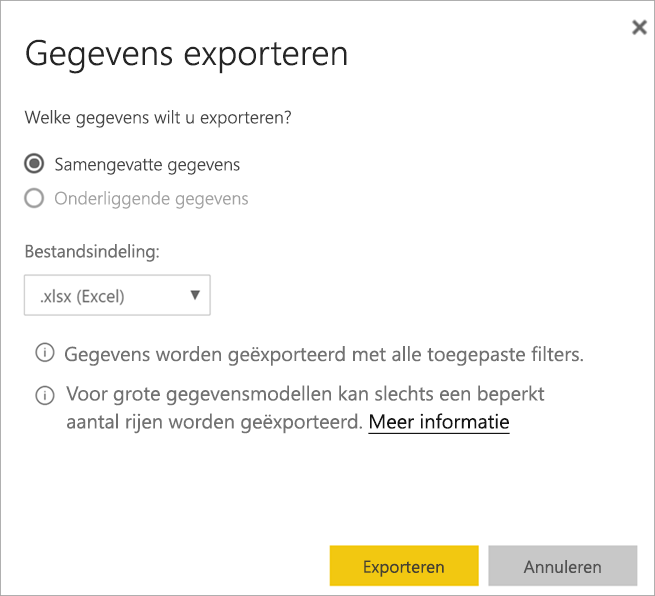 Gegevens exporteren
Welke gegevens wilt u exporteren?
Samengevatte gegevens
Onderliggende gegevens
Bestandsindeling:
.xlsx (Excel)
Gegevens worden geëxporteerd met alle toegepaste filters.
Voor grote gegevensmodellen kan slechts een beperkt
aantal rijen worden geëxporteerd. Meer informatie
Exporteren
Annuleren